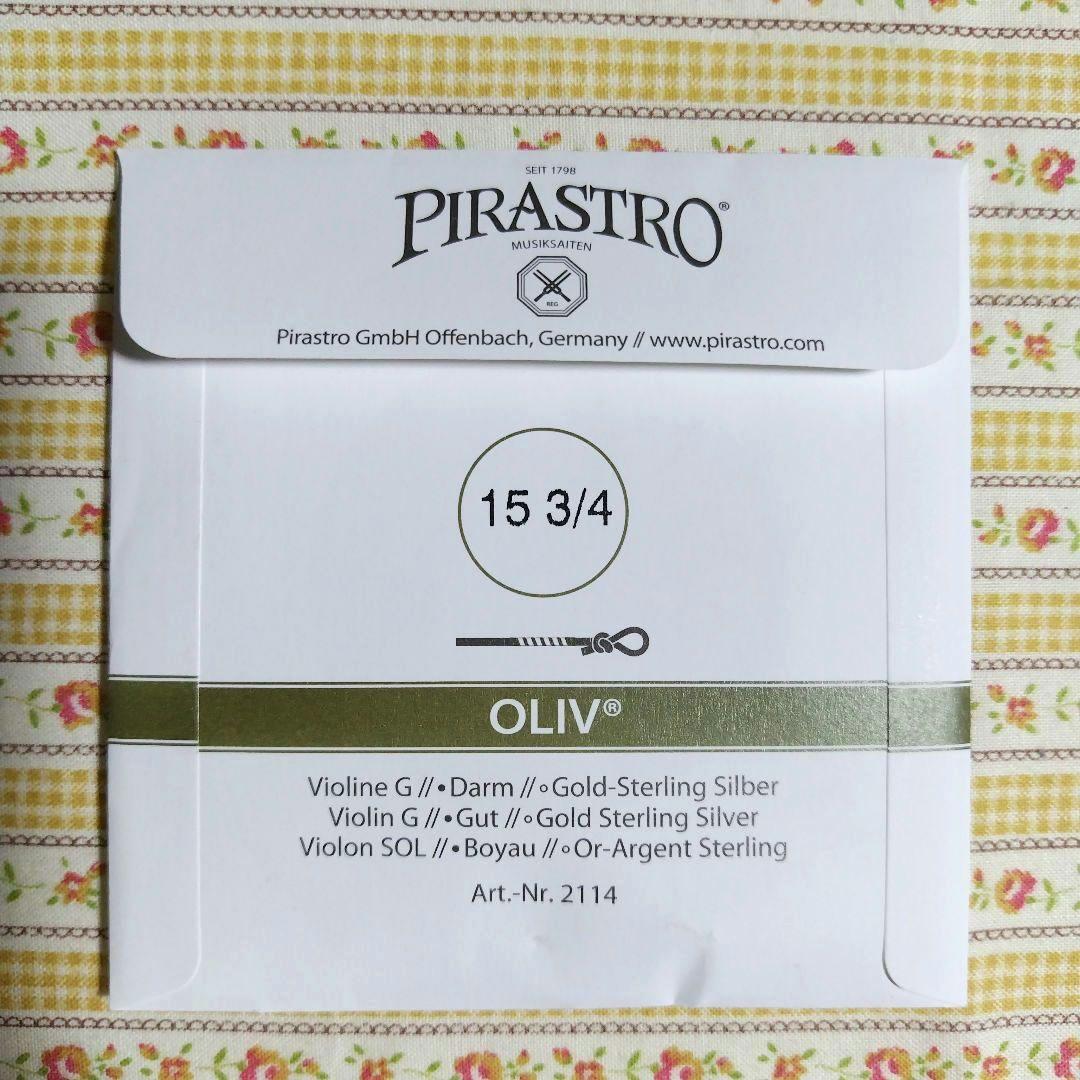 SEIT 1798
PIRASTRO®
MUSIKSAITEN
REG
Pirastro GmbH Offenbach, Germany // www.pirastro.com
15 3/4
OLIV®
Violine G //•Darm //∘Gold-Sterling Silber
Violin G //•Gut //∘Gold Sterling Silver
Violon SOL //•Boyau //∘Or-Argent Sterling
Art.-Nr. 2114